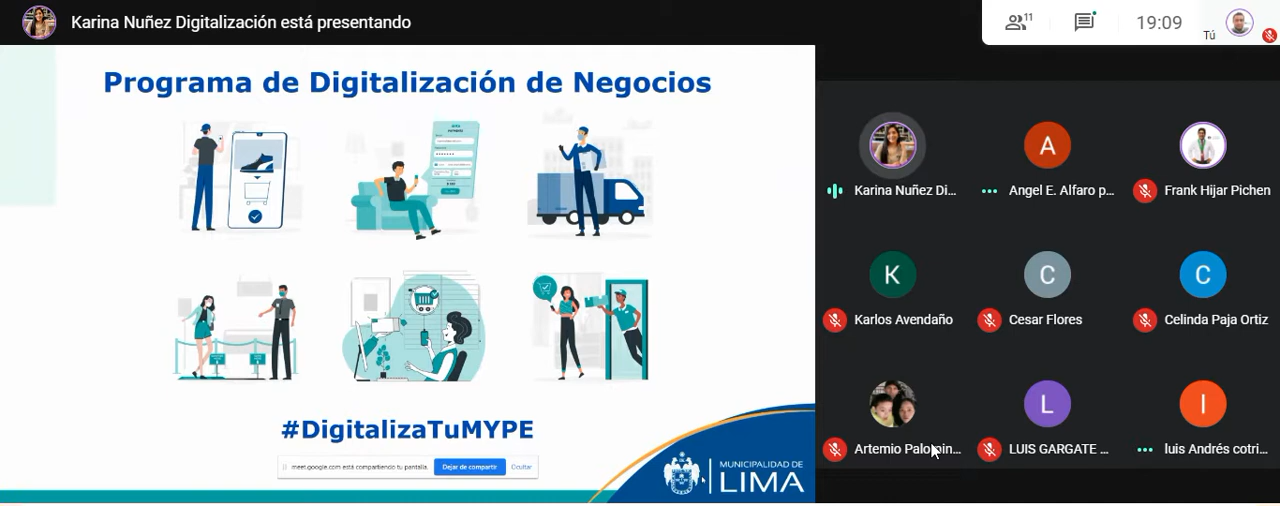 Karina Nuñez Digitalización está presentando
11
19:09
Tú
Programa de Digitalización de Negocios
#DigitalizaTuMYPE
meet.google.com está compartiendo tu pantalla.
Dejar de compartir
Ocultar
MUNICIPALIDAD DE
LIMA
Karina Nuñez Di...
A
Angel E. Alfaro p...
Frank Hijar Pichen
K
Karlos Avendaño
C
Cesar Flores
C
Celinda Paja Ortiz
Artemio Palomin...
L
LUIS GARGATE ...
l
luis Andrés cotri...